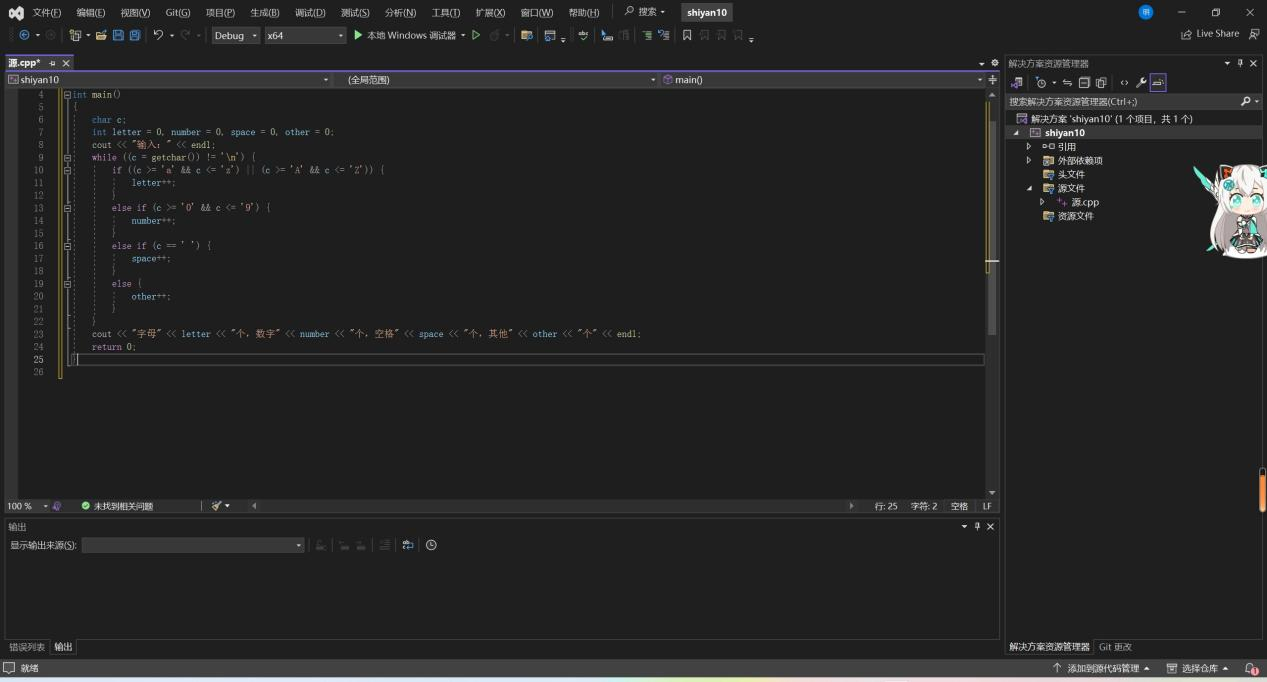 文件(F) 编辑(E) 视图(V) Git(G) 项目(P) 生成(B) 调试(D) 测试(S) 分析(N) 工具(T) 扩展(X) 窗口(W) 帮助(H) 搜索 shiyan10
Debug x64 本地 Windows 调试器 Live Share
源.cpp*
shiyan10 (全局范围) main()
4 int main()
5 {
6 char c;
7 int letter = 0, number = 0, space = 0, other = 0;
8 cout << "输入：" << endl;
9 while ((c = getchar()) != '\n') {
10 if ((c >= 'a' && c <= 'z') || (c >= 'A' && c <= 'Z')) {
11 letter++;
12 }
13 else if (c >= '0' && c <= '9') {
14 number++;
15 }
16 else if (c == ' ') {
17 space++;
18 }
19 else {
20 other++;
21 }
22 }
23 cout << "字母" << letter << "个，数字" << number << "个，空格" << space << "个，其他" << other << "个" << endl;
24 return 0;
25 }
26
100 % 未找到相关问题 行: 25 字符: 2 空格 LF
输出
显示输出来源(S):
错误列表 输出
就绪
解决方案资源管理器
搜索解决方案资源管理器(Ctrl+;)
解决方案 'shiyan10' (1 个项目，共 1 个)
shiyan10
引用
外部依赖项
头文件
源文件
源.cpp
资源文件
解决方案资源管理器 Git 更改
添加到源代码管理 选择仓库 1